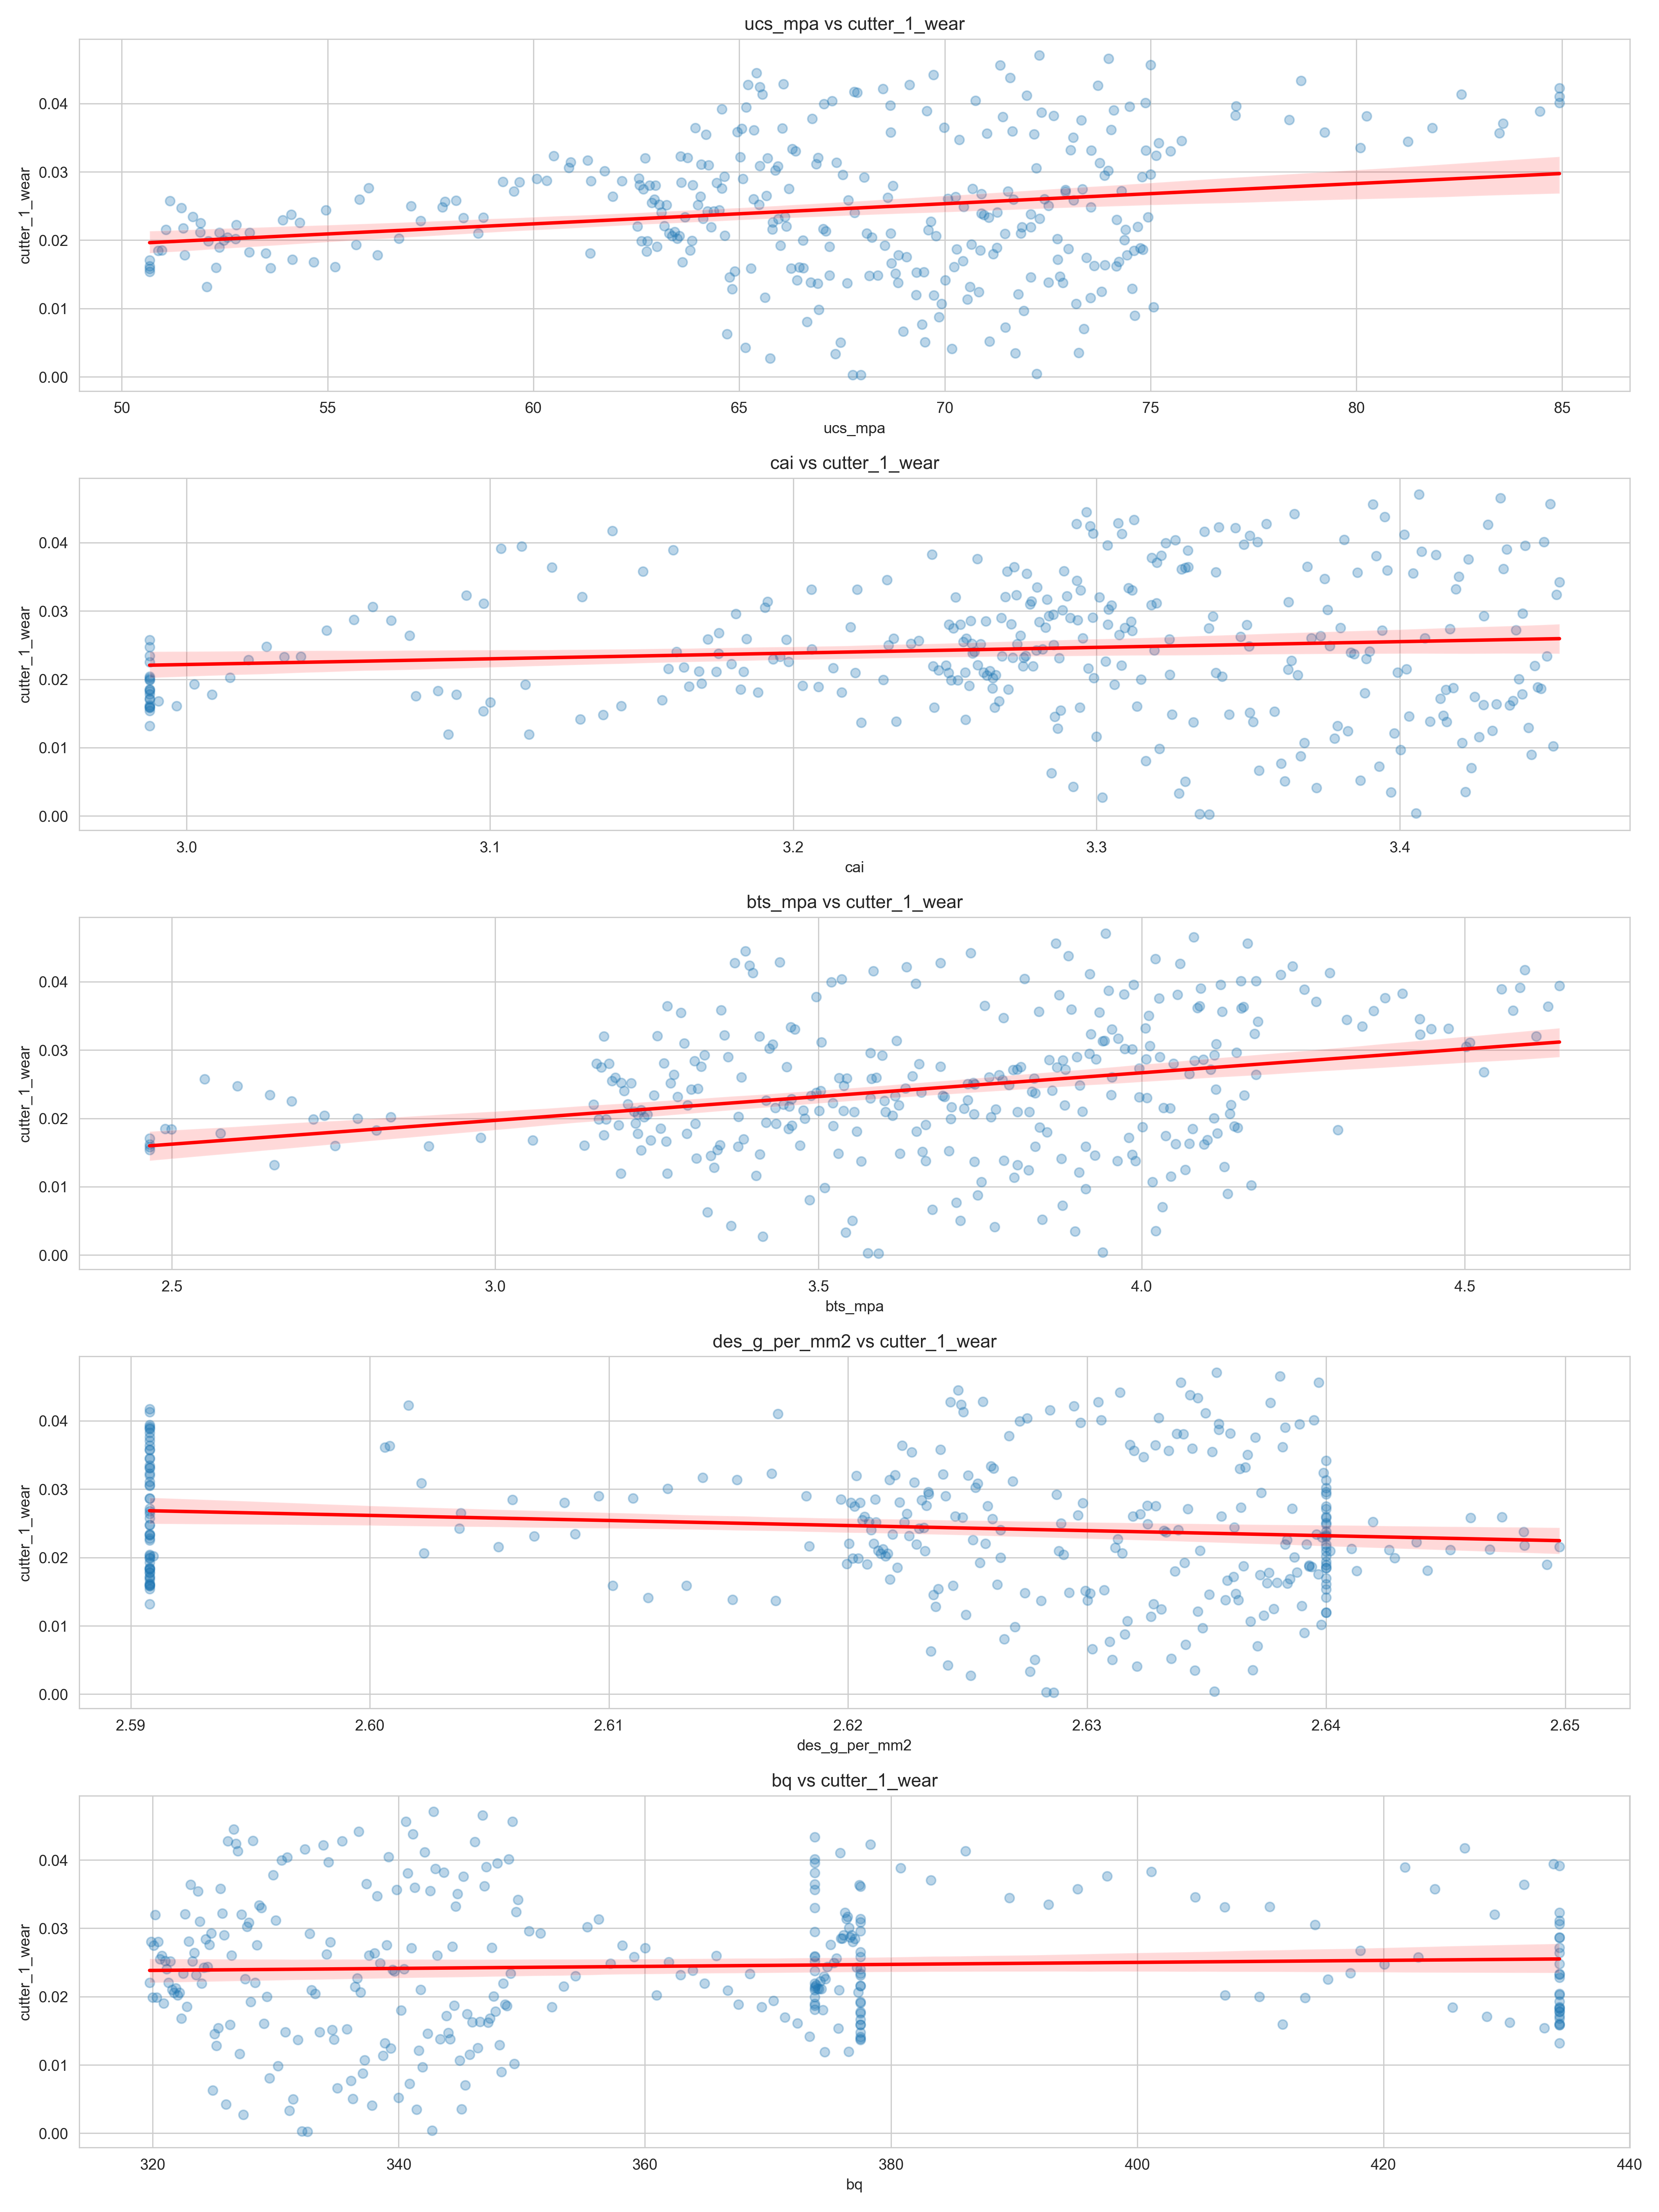 ucs_mpa vs cutter_1_wear
cutter_1_wear
0.04
0.03
0.02
0.01
0.00
50 55 60 65 70 75 80 85
ucs_mpa
cai vs cutter_1_wear
cutter_1_wear
0.04
0.03
0.02
0.01
0.00
3.0 3.1 3.2 3.3 3.4
cai
bts_mpa vs cutter_1_wear
cutter_1_wear
0.04
0.03
0.02
0.01
0.00
2.5 3.0 3.5 4.0 4.5
bts_mpa
des_g_per_mm2 vs cutter_1_wear
cutter_1_wear
0.04
0.03
0.02
0.01
0.00
2.59 2.60 2.61 2.62 2.63 2.64 2.65
des_g_per_mm2
bq vs cutter_1_wear
cutter_1_wear
0.04
0.03
0.02
0.01
0.00
320 340 360 380 400 420 440
bq